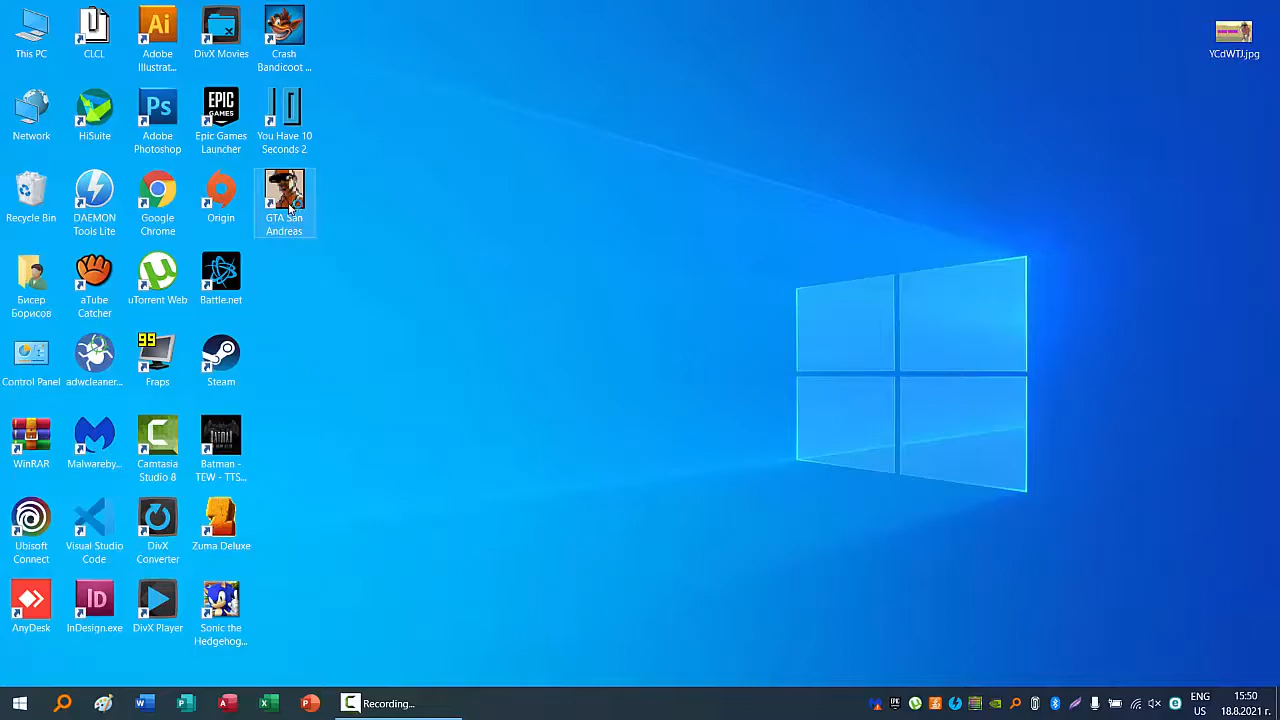 This PC
CLCL
Adobe
Illustrat...
DivX Movies
Crash
Bandicoot ...
YCdWTJ.jpg
Network
HiSuite
Adobe
Photoshop
EPIC
GAMES
Epic Games
Launcher
You Have 10
Seconds 2
Recycle Bin
DAEMON
Tools Lite
Google
Chrome
Origin
GTA San
Andreas
Бисер
Борисов
aTube
Catcher
uTorrent Web
Battle.net
99
Control Panel
adwcleaner...
Fraps
Steam
WinRAR
Malwareby...
Camtasia
Studio 8
BATMAN
Batman -
TEW - TTS...
Ubisoft
Connect
Visual Studio
Code
DivX
Converter
Zuma Deluxe
AnyDesk
InDesign.exe
DivX Player
Sonic the
Hedgehog...
Recording...
ENG
US
15:50
18.8.2021 г.